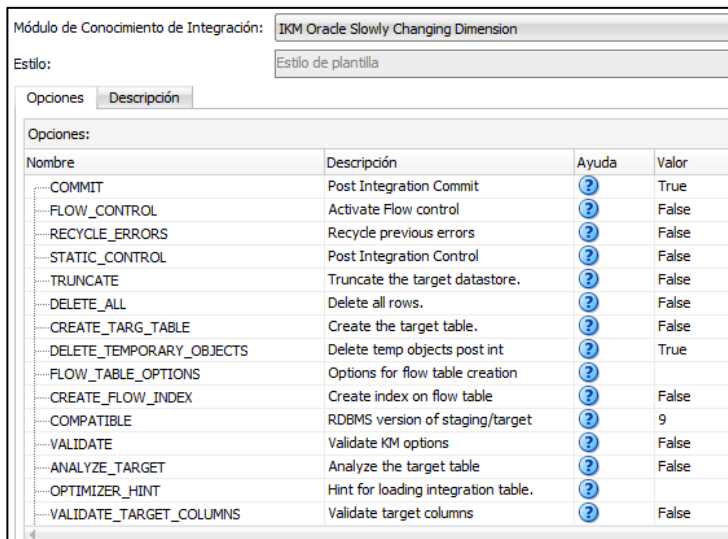 Módulo de Conocimiento de Integración: IKM Oracle Slowly Changing Dimension
Estilo: Estilo de plantilla
Opciones Descripción
Opciones:
Nombre Descripción Ayuda Valor
COMMIT Post Integration Commit ? True
FLOW_CONTROL Activate Flow control ? False
RECYCLE_ERRORS Recycle previous errors ? False
STATIC_CONTROL Post Integration Control ? False
TRUNCATE Truncate the target datastore. ? False
DELETE_ALL Delete all rows. ? False
CREATE_TARG_TABLE Create the target table. ? False
DELETE_TEMPORARY_OBJECTS Delete temp objects post int ? True
FLOW_TABLE_OPTIONS Options for flow table creation ?
CREATE_FLOW_INDEX Create index on flow table ? False
COMPATIBLE RDBMS version of staging/target ? 9
VALIDATE Validate KM options ? False
ANALYZE_TARGET Analyze the target table ? False
OPTIMIZER_HINT Hint for loading integration table. ?
VALIDATE_TARGET_COLUMNS Validate target columns ? False